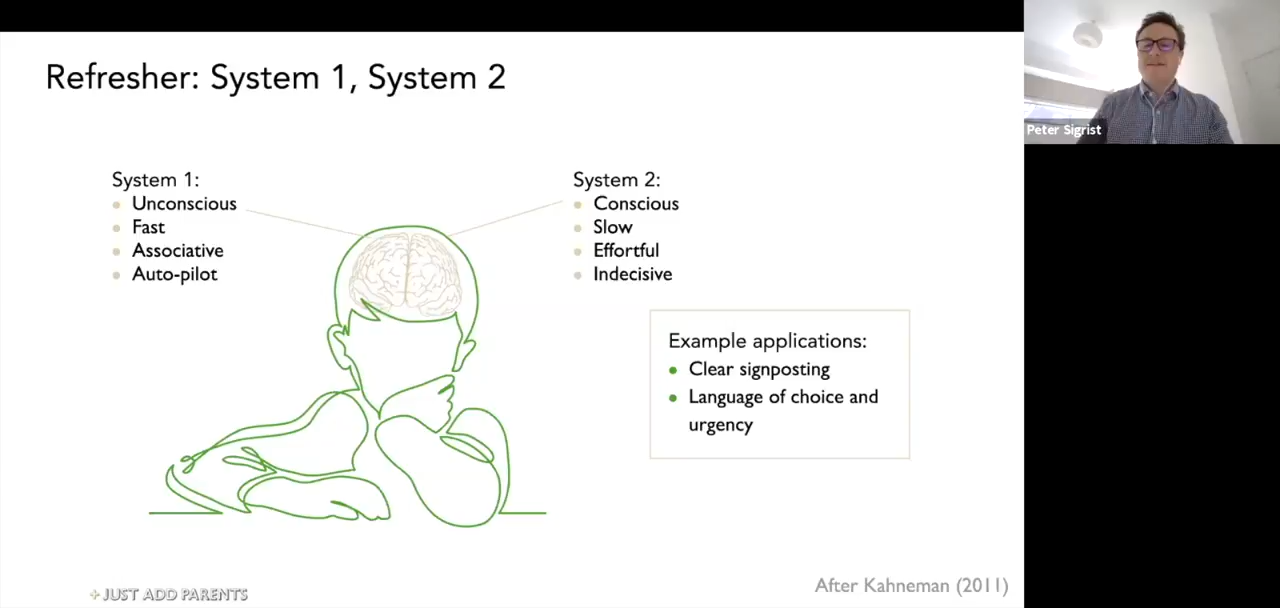 Refresher: System 1, System 2
System 1:
Unconscious
Fast
Associative
Auto-pilot
System 2:
Conscious
Slow
Effortful
Indecisive
Example applications:
Clear signposting
Language of choice and
urgency
+JUST ADD PARENTS
After Kahneman (2011)
Peter Sigrist